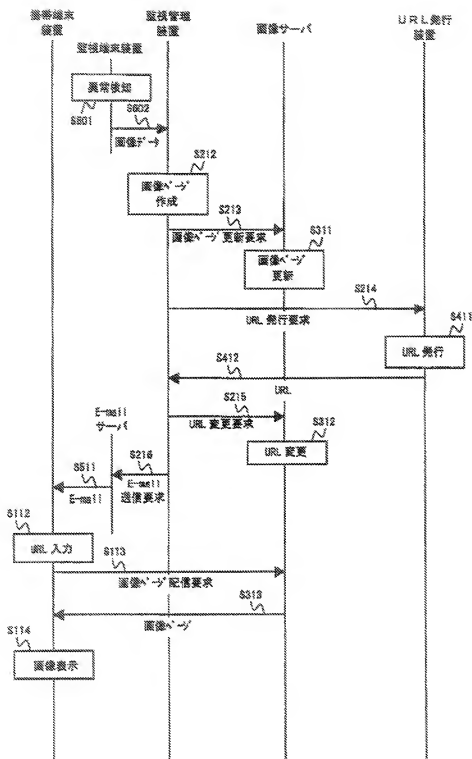 携帯端末
装置
監視管理
装置
画像サーバ
URL発行
装置
監視端末装置
異常検知
S601
S602
画像データ
S212
画像ページ
作成
S213
画像ページ更新要求
S311
画像ページ
更新
S214
URL発行要求
S411
URL発行
S412
URL
S215
URL変更要求
S312
URL変更
E-mail
サーバ
S216
E-mail
送信要求
S511
E-mail
S112
URL入力
S113
画像ページ配信要求
S313
画像ページ
S114
画像表示